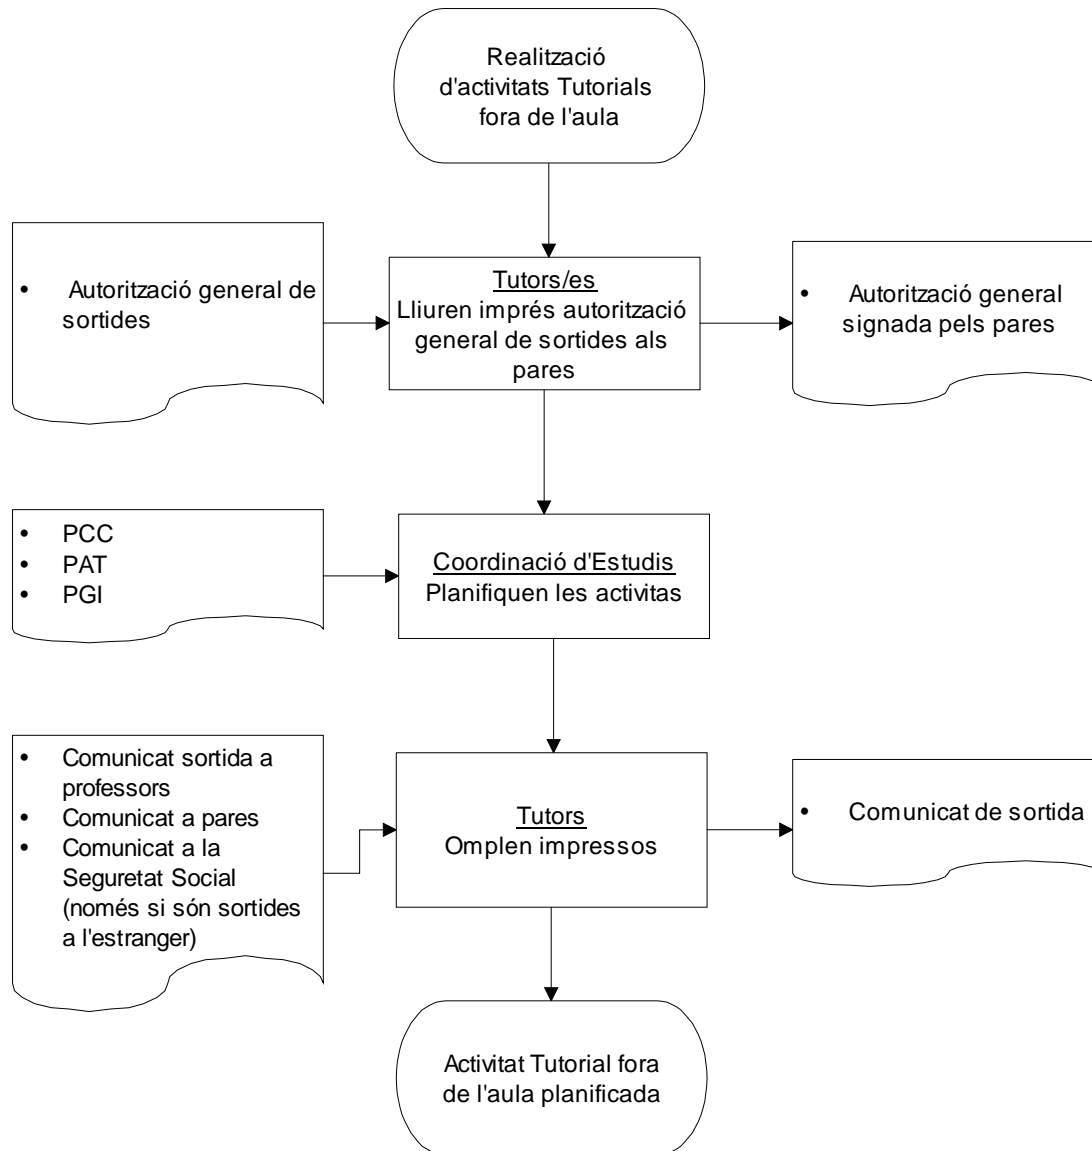 Realització
d'activitats Tutorials
fora de l'aula
• Autorització general de
sortides
Tutors/es
Lliuren imprés autorització
general de sortides als
pares
• Autorització general
signada pels pares
• PCC
• PAT
• PGI
Coordinació d'Estudis
Planifiquen les activitas
• Comunicat sortida a
professors
• Comunicat a pares
• Comunicat a la
Seguretat Social
(només si són sortides
a l'estranger)
Tutors
Omplen impressos
• Comunicat de sortida
Activitat Tutorial fora
de l'aula planificada